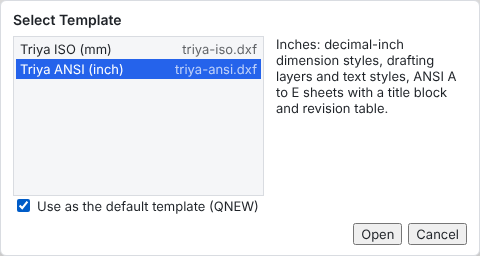 Select Template
Triya ISO (mm) triya-iso.dxf
Triya ANSI (inch) triya-ansi.dxf
Inches: decimal-inch
dimension styles, drafting
layers and text styles, ANSI A
to E sheets with a title block
and revision table.
Use as the default template (QNEW)
Open Cancel